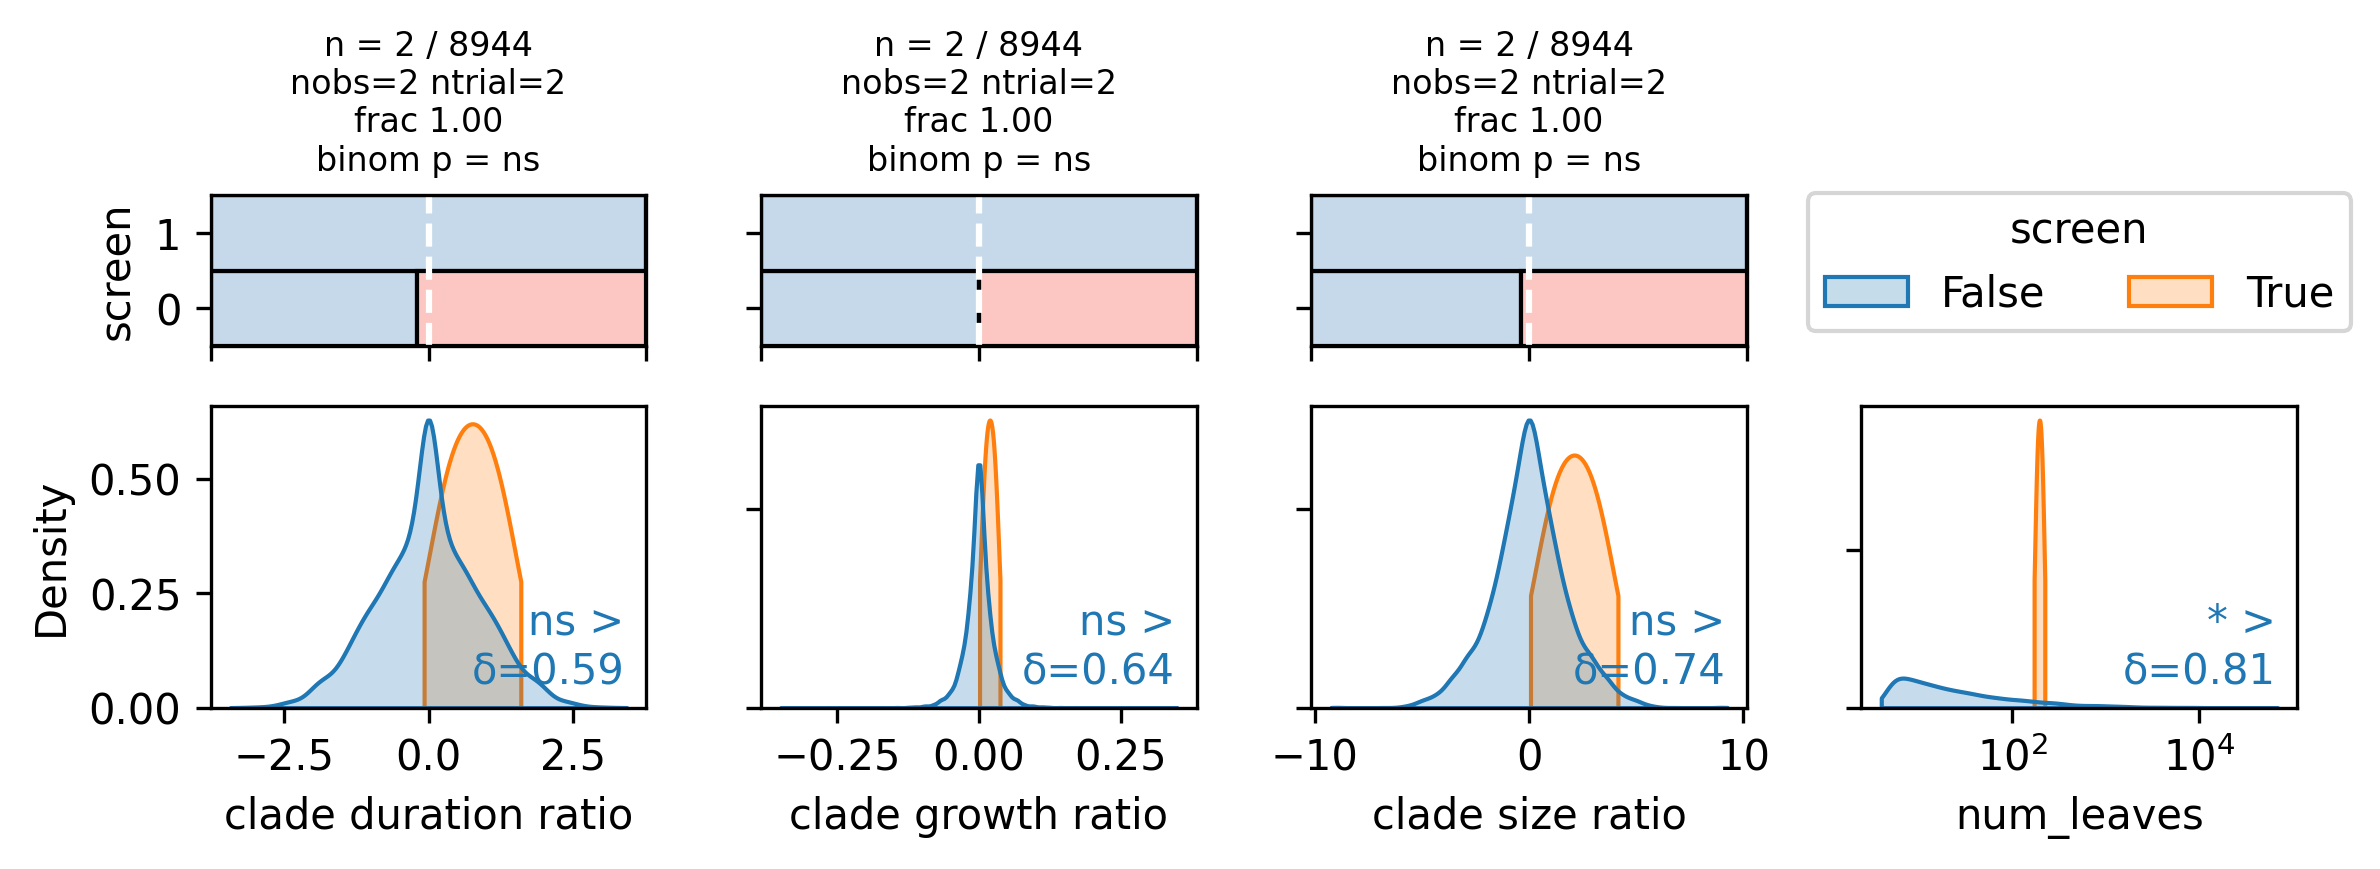 n = 2 / 8944
nobs=2 ntrial=2
frac 1.00
binom p = ns
n = 2 / 8944
nobs=2 ntrial=2
frac 1.00
binom p = ns
n = 2 / 8944
nobs=2 ntrial=2
frac 1.00
binom p = ns
screen
1
0
screen
False
True
Density
0.50
0.25
0.00
ns >
δ=0.59
−2.5
0.0
2.5
clade duration ratio
ns >
δ=0.64
−0.25
0.00
0.25
clade growth ratio
ns >
δ=0.74
−10
0
10
clade size ratio
* >
δ=0.81
10²
10⁴
num_leaves